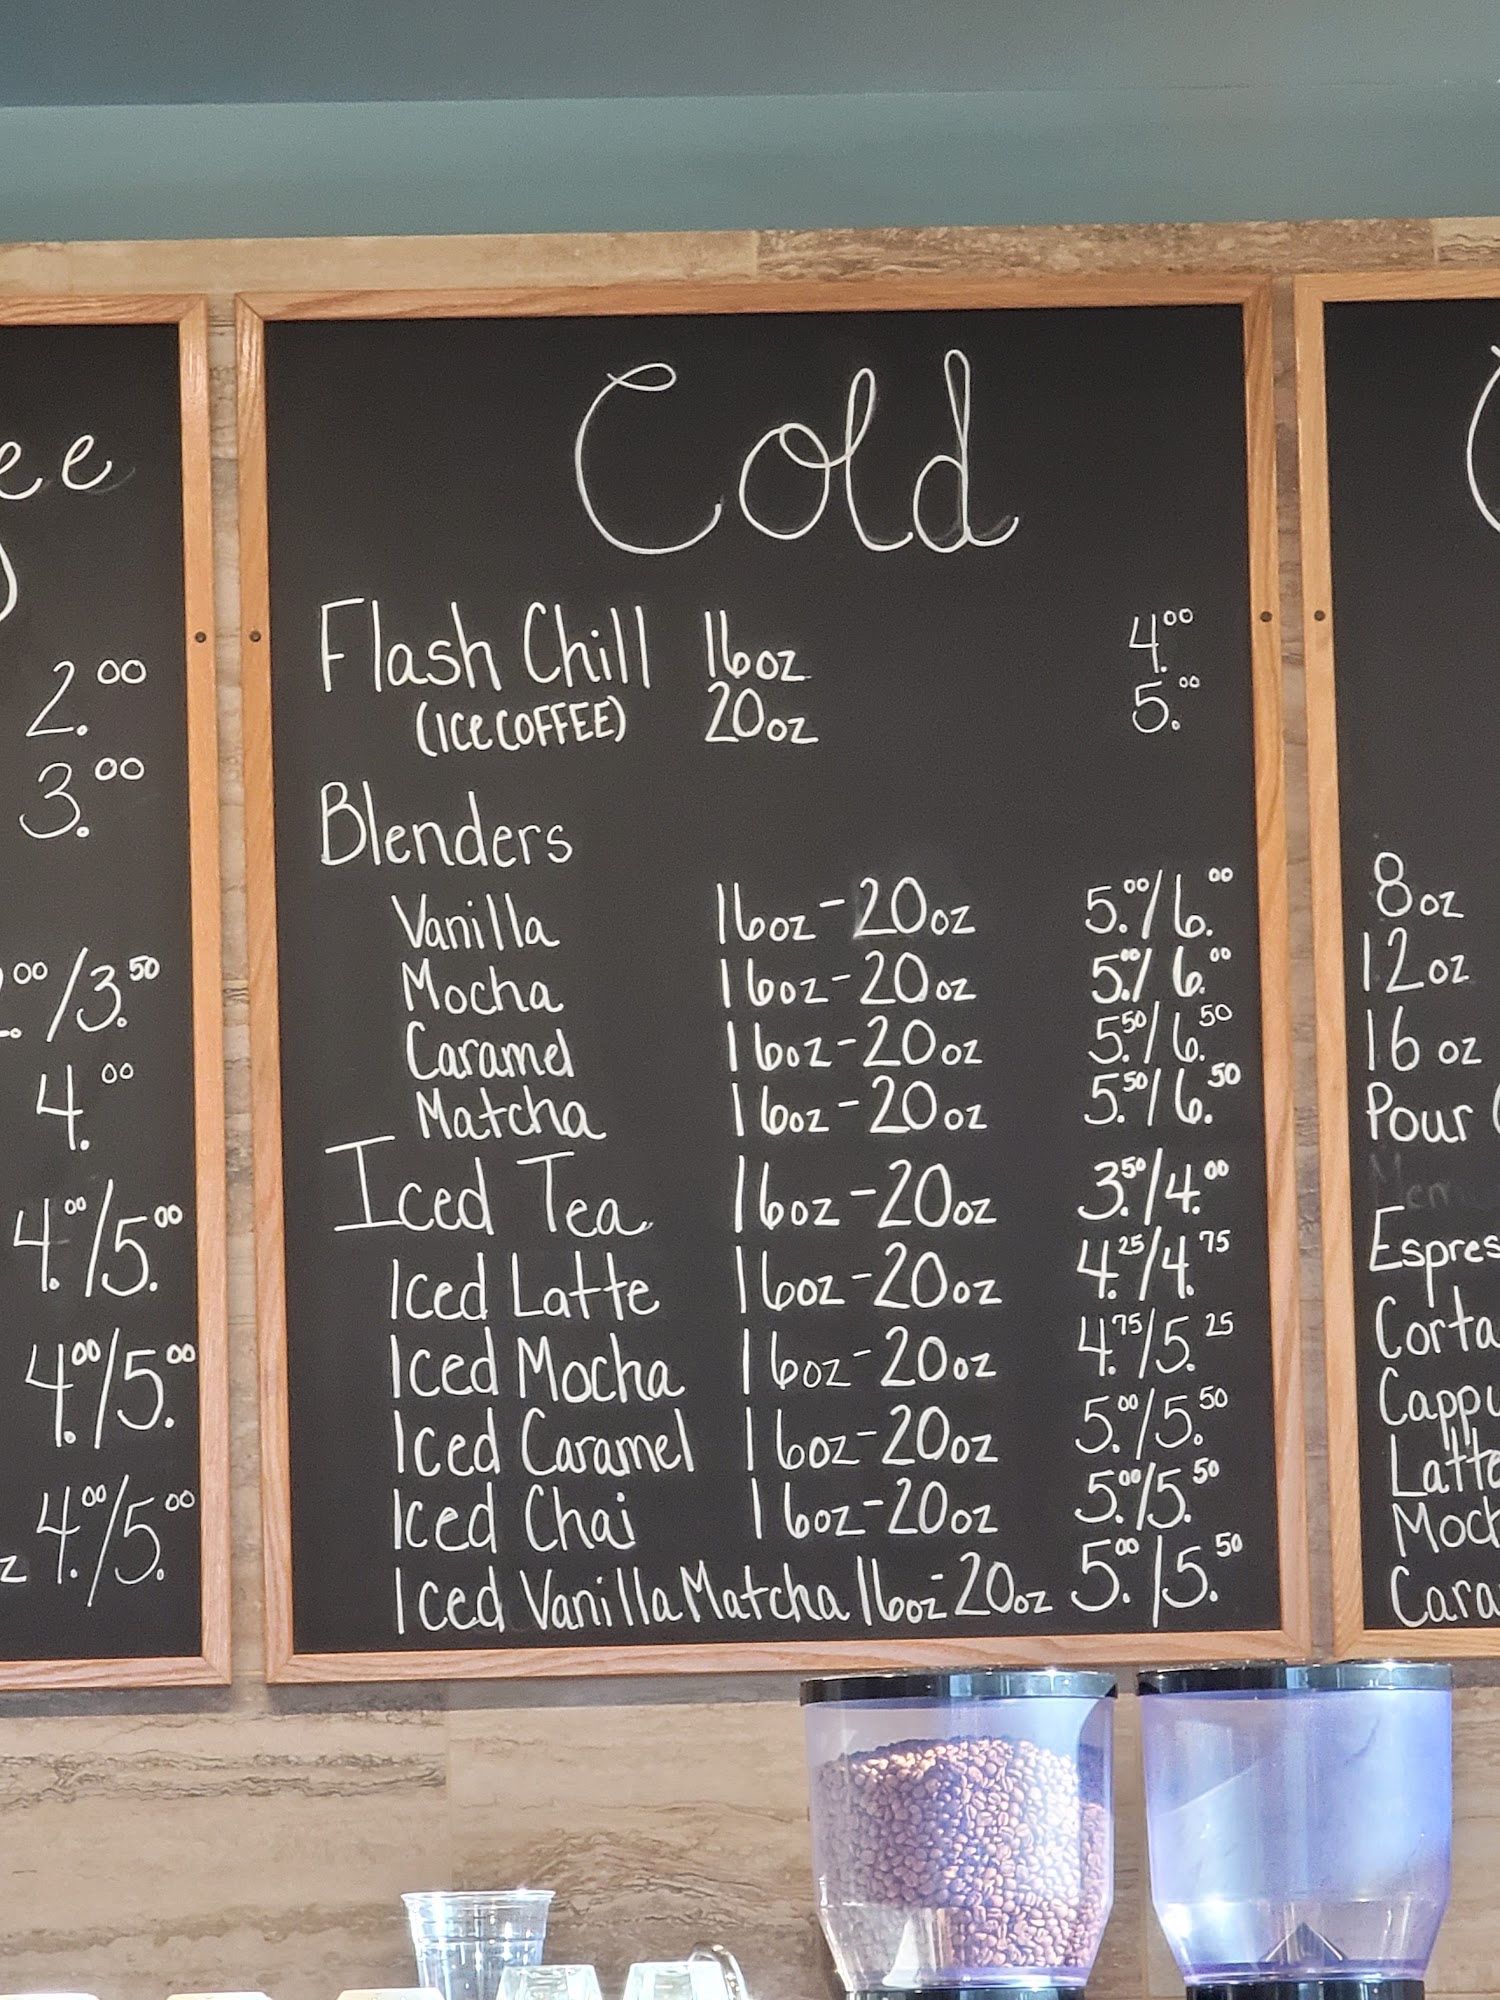 Cold
Flash Chill 16oz 4.00
(ICeCOFFEE) 20oz 5.00
Blenders
Vanilla 16oz-20oz 5.00/6.00
Mocha 16oz-20oz 5.00/6.00
Caramel 16oz-20oz 5.50/6.50
Matcha 16oz-20oz 5.50/6.50
Iced Tea 16oz-20oz 3.50/4.00
Iced Latte 16oz-20oz 4.25/4.75
Iced Mocha 16oz-20oz 4.75/5.25
Iced Caramel 16oz-20oz 5.00/5.50
Iced Chai 16oz-20oz 5.00/5.50
Iced Vanilla Matcha 16oz-20oz 5.00/5.50
2.00
3.00
/3.50
4.00
4.00/5.00
4.00/5.00
4.00/5.00
8oz
12oz
16oz
Pour